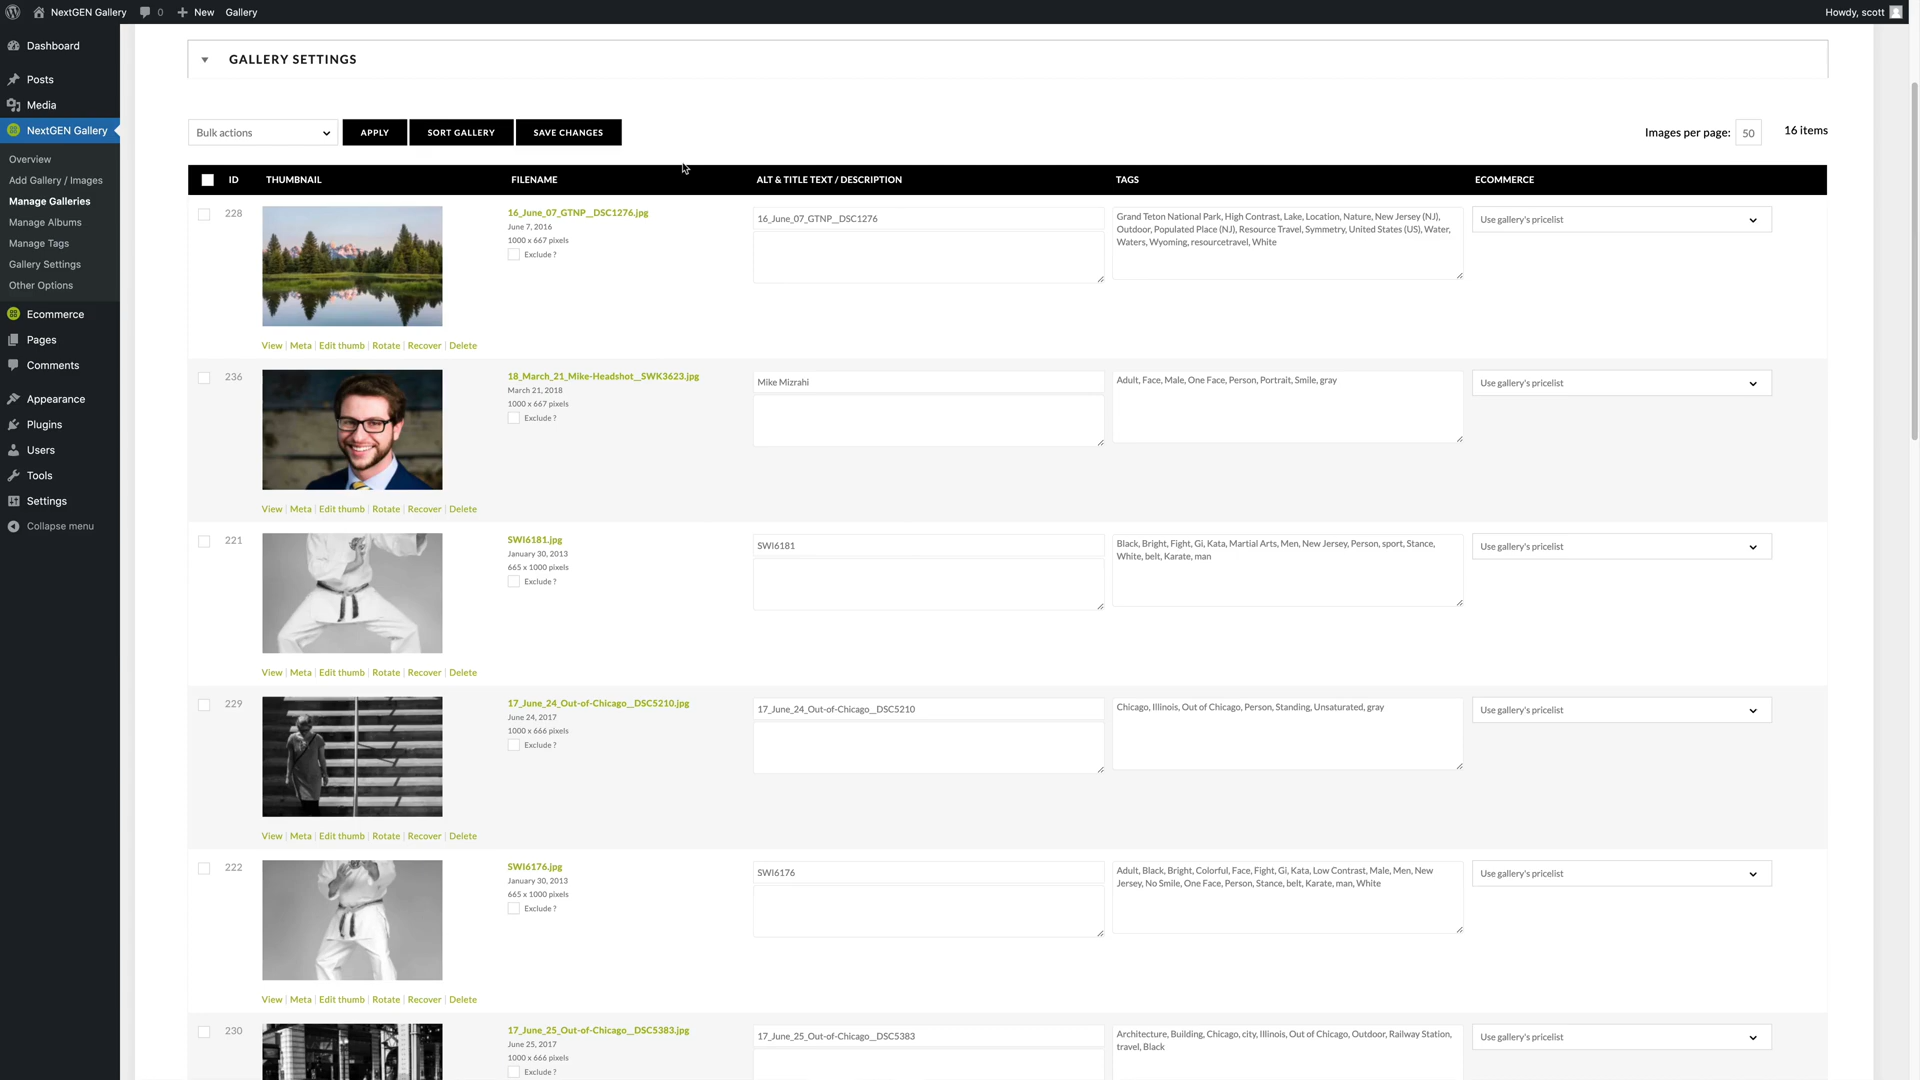 NextGEN Gallery
0
New
Gallery
Howdy, scott
Dashboard
Posts
Media
NextGEN Gallery
Overview
Add Gallery / Images
Manage Galleries
Manage Albums
Manage Tags
Gallery Settings
Other Options
Ecommerce
Pages
Comments
Appearance
Plugins
Users
Tools
Settings
Collapse menu
GALLERY SETTINGS
Bulk actions
APPLY
SORT GALLERY
SAVE CHANGES
Images per page: 50
16 items
ID
THUMBNAIL
FILENAME
ALT & TITLE TEXT / DESCRIPTION
TAGS
ECOMMERCE
228
16_June_07_GTNP__DSC1276.jpg
June 7, 2016
1000 x 667 pixels
Exclude ?
16_June_07_GTNP__DSC1276
Grand Teton National Park, High Contrast, Lake, Location, Nature, New Jersey (NJ),
Outdoor, Populated Place (NJ), Resource Travel, Symmetry, United States (US), Water,
Waters, Wyoming, resourcetravel, White
Use gallery's pricelist
View | Meta | Edit thumb | Rotate | Recover | Delete
236
18_March_21_Mike-Headshot__SWK3623.jpg
March 21, 2018
1000 x 667 pixels
Exclude ?
Mike Mizrahi
Adult, Face, Male, One Face, Person, Portrait, Smile, gray
Use gallery's pricelist
View | Meta | Edit thumb | Rotate | Recover | Delete
221
SWI6181.jpg
January 30, 2013
665 x 1000 pixels
Exclude ?
SWI6181
Black, Bright, Fight, Gi, Kata, Martial Arts, Men, New Jersey, Person, sport, Stance,
White, belt, Karate, man
Use gallery's pricelist
View | Meta | Edit thumb | Rotate | Recover | Delete
229
17_June_24_Out-of-Chicago__DSC5210.jpg
June 24, 2017
1000 x 666 pixels
Exclude ?
17_June_24_Out-of-Chicago__DSC5210
Chicago, Illinois, Out of Chicago, Person, Standing, Unsaturated, gray
Use gallery's pricelist
View | Meta | Edit thumb | Rotate | Recover | Delete
222
SWI6176.jpg
January 30, 2013
665 x 1000 pixels
Exclude ?
SWI6176
Adult, Black, Bright, Colorful, Face, Fight, Gi, Kata, Low Contrast, Male, Men, New
Jersey, No Smile, One Face, Person, Stance, belt, Karate, man, White
Use gallery's pricelist
View | Meta | Edit thumb | Rotate | Recover | Delete
230
17_June_25_Out-of-Chicago__DSC5383.jpg
June 25, 2017
1000 x 666 pixels
Exclude ?
17_June_25_Out-of-Chicago__DSC5383
Architecture, Building, Chicago, city, Illinois, Out of Chicago, Outdoor, Railway Station,
travel, Black
Use gallery's pricelist